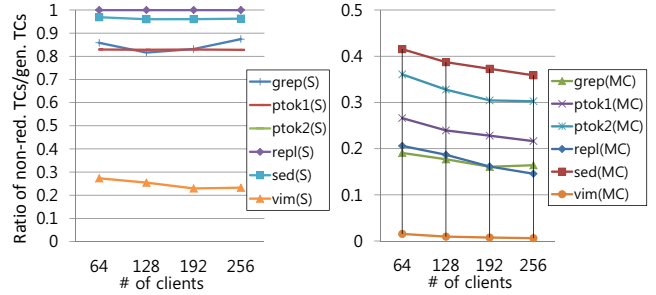 Ratio of non-red. TCs/gen. TCs
1
0.9
0.8
0.7
0.6
0.5
0.4
0.3
0.2
0.1
0
64 128 192 256
# of clients
grep(S)
ptok1(S)
ptok2(S)
repl(S)
sed(S)
vim(S)
0.5
0.4
0.3
0.2
0.1
0
64 128 192 256
# of clients
grep(MC)
ptok1(MC)
ptok2(MC)
repl(MC)
sed(MC)
vim(MC)